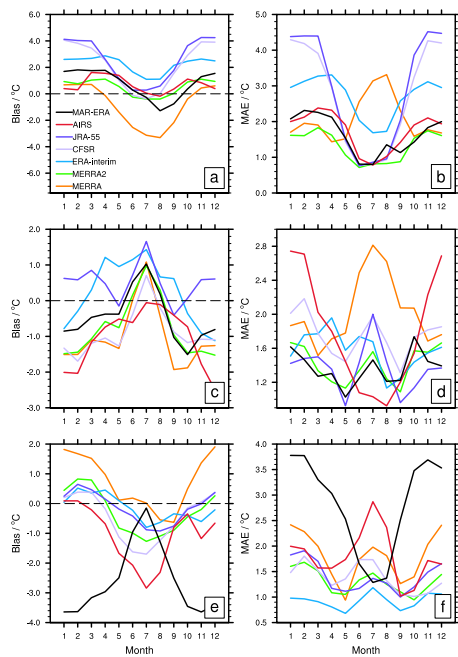 6.0
4.0
2.0
0.0
-2.0
-4.0
-6.0
Bias / °C
MAR-ERA
AIRS
JRA-55
CFSR
ERA-interim
MERRA2
MERRA
a
1 2 3 4 5 6 7 8 9 10 11 12
Month
5.0
4.0
3.0
2.0
1.0
0.0
MAE / °C
b
1 2 3 4 5 6 7 8 9 10 11 12
Month
2.0
1.0
0.0
-1.0
-2.0
-3.0
Bias / °C
c
1 2 3 4 5 6 7 8 9 10 11 12
2.8
2.4
2.0
1.6
1.2
MAE / °C
d
1 2 3 4 5 6 7 8 9 10 11 12
2.0
1.0
0.0
-1.0
-2.0
-3.0
-4.0
Bias / °C
e
1 2 3 4 5 6 7 8 9 10 11 12
Month
4.0
3.5
3.0
2.5
2.0
1.5
1.0
0.5
MAE / °C
f
1 2 3 4 5 6 7 8 9 10 11 12
Month